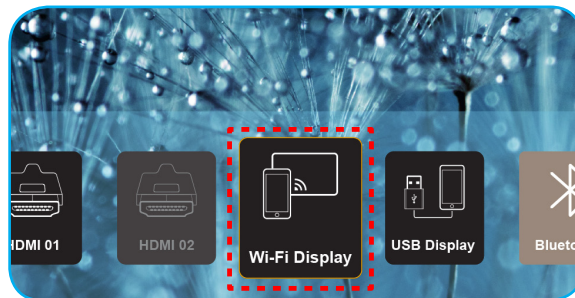 HDMI 01
HDMI 02
Wi-Fi Display
USB Display
Blueto